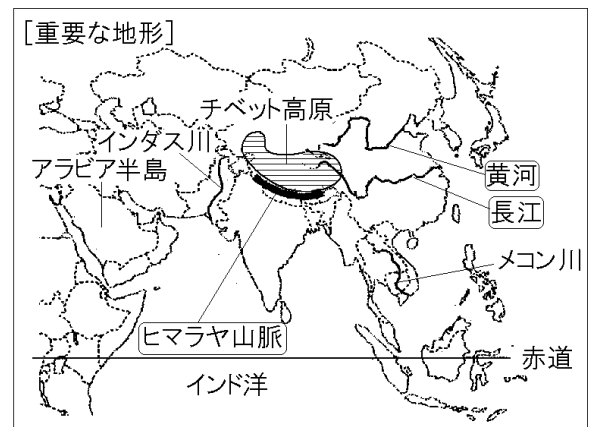 [重要な地形]
チベット高原
インダス川
アラビア半島
黄河
長江
メコン川
ヒマラヤ山脈
赤道
インド洋